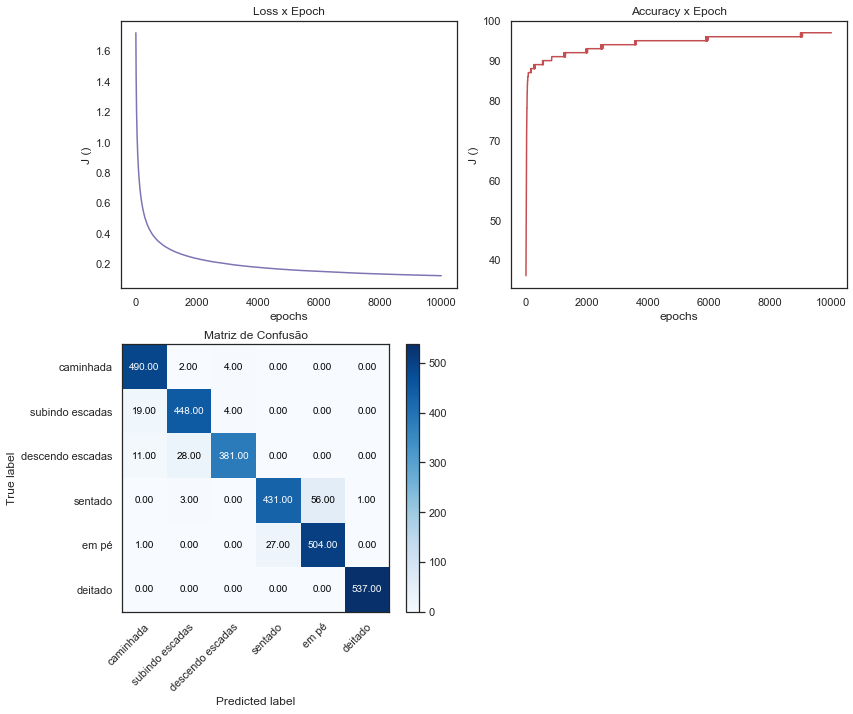 Loss x Epoch
1.6
1.4
1.2
1.0
0.8
0.6
0.4
0.2
J ()
0 2000 4000 6000 8000 10000
epochs
Accuracy x Epoch
100
90
80
70
60
50
40
J ()
0 2000 4000 6000 8000 10000
epochs
Matriz de Confusão
True label
caminhada 490.00 2.00 4.00 0.00 0.00 0.00
subindo escadas 19.00 448.00 4.00 0.00 0.00 0.00
descendo escadas 11.00 28.00 381.00 0.00 0.00 0.00
sentado 0.00 3.00 0.00 431.00 56.00 1.00
em pé 1.00 0.00 0.00 27.00 504.00 0.00
deitado 0.00 0.00 0.00 0.00 0.00 537.00
caminhada subindo escadas descendo escadas sentado em pé deitado
Predicted label
500
400
300
200
100
0